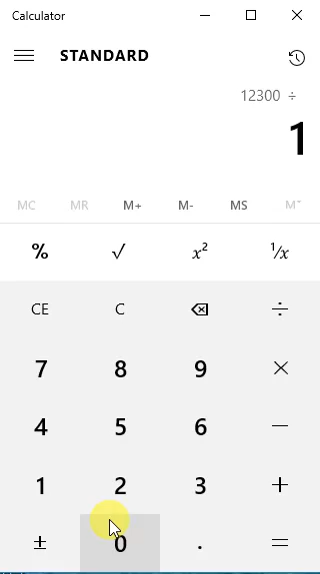 Calculator
STANDARD
12300 ÷
1
MC MR M+ M- MS M˅
% √ x² ¹/x
CE C ÷
7 8 9 ×
4 5 6 −
1 2 3 +
± 0 . =